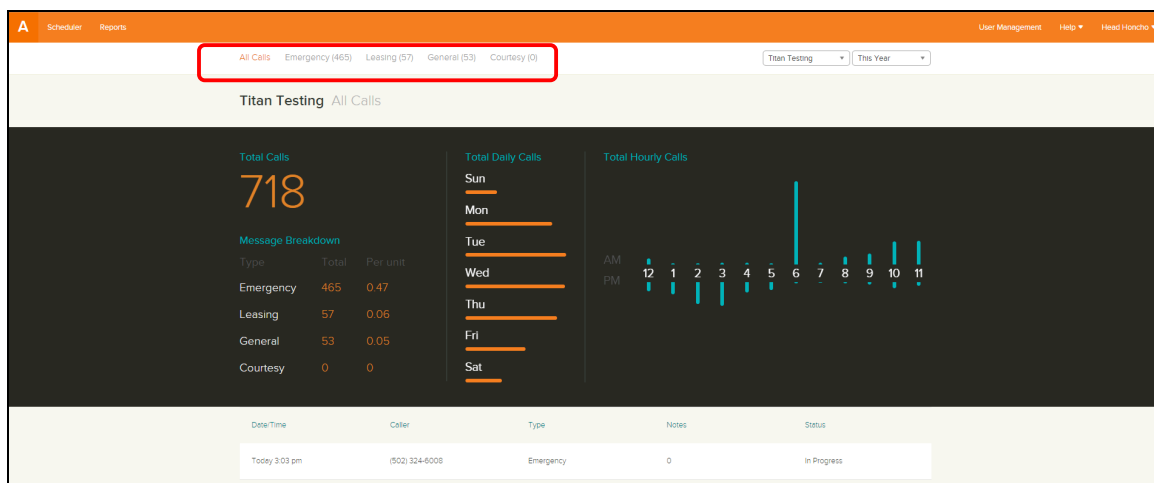 A Scheduler Reports User Management Help ▾ Head Honcho ▾
All Calls Emergency (465) Leasing (57) General (53) Courtesy (0) Titan Testing ▾ This Year ▾
Titan Testing All Calls
Total Calls
718
Message Breakdown
Type Total Per unit
Emergency 465 0.47
Leasing 57 0.06
General 53 0.05
Courtesy 0 0
Total Daily Calls
Sun
Mon
Tue
Wed
Thu
Fri
Sat
Total Hourly Calls
AM
12 1 2 3 4 5 6 7 8 9 10 11
PM
Date/Time Caller Type Notes Status
Today 3:03 pm (502) 324-6008 Emergency 0 In Progress